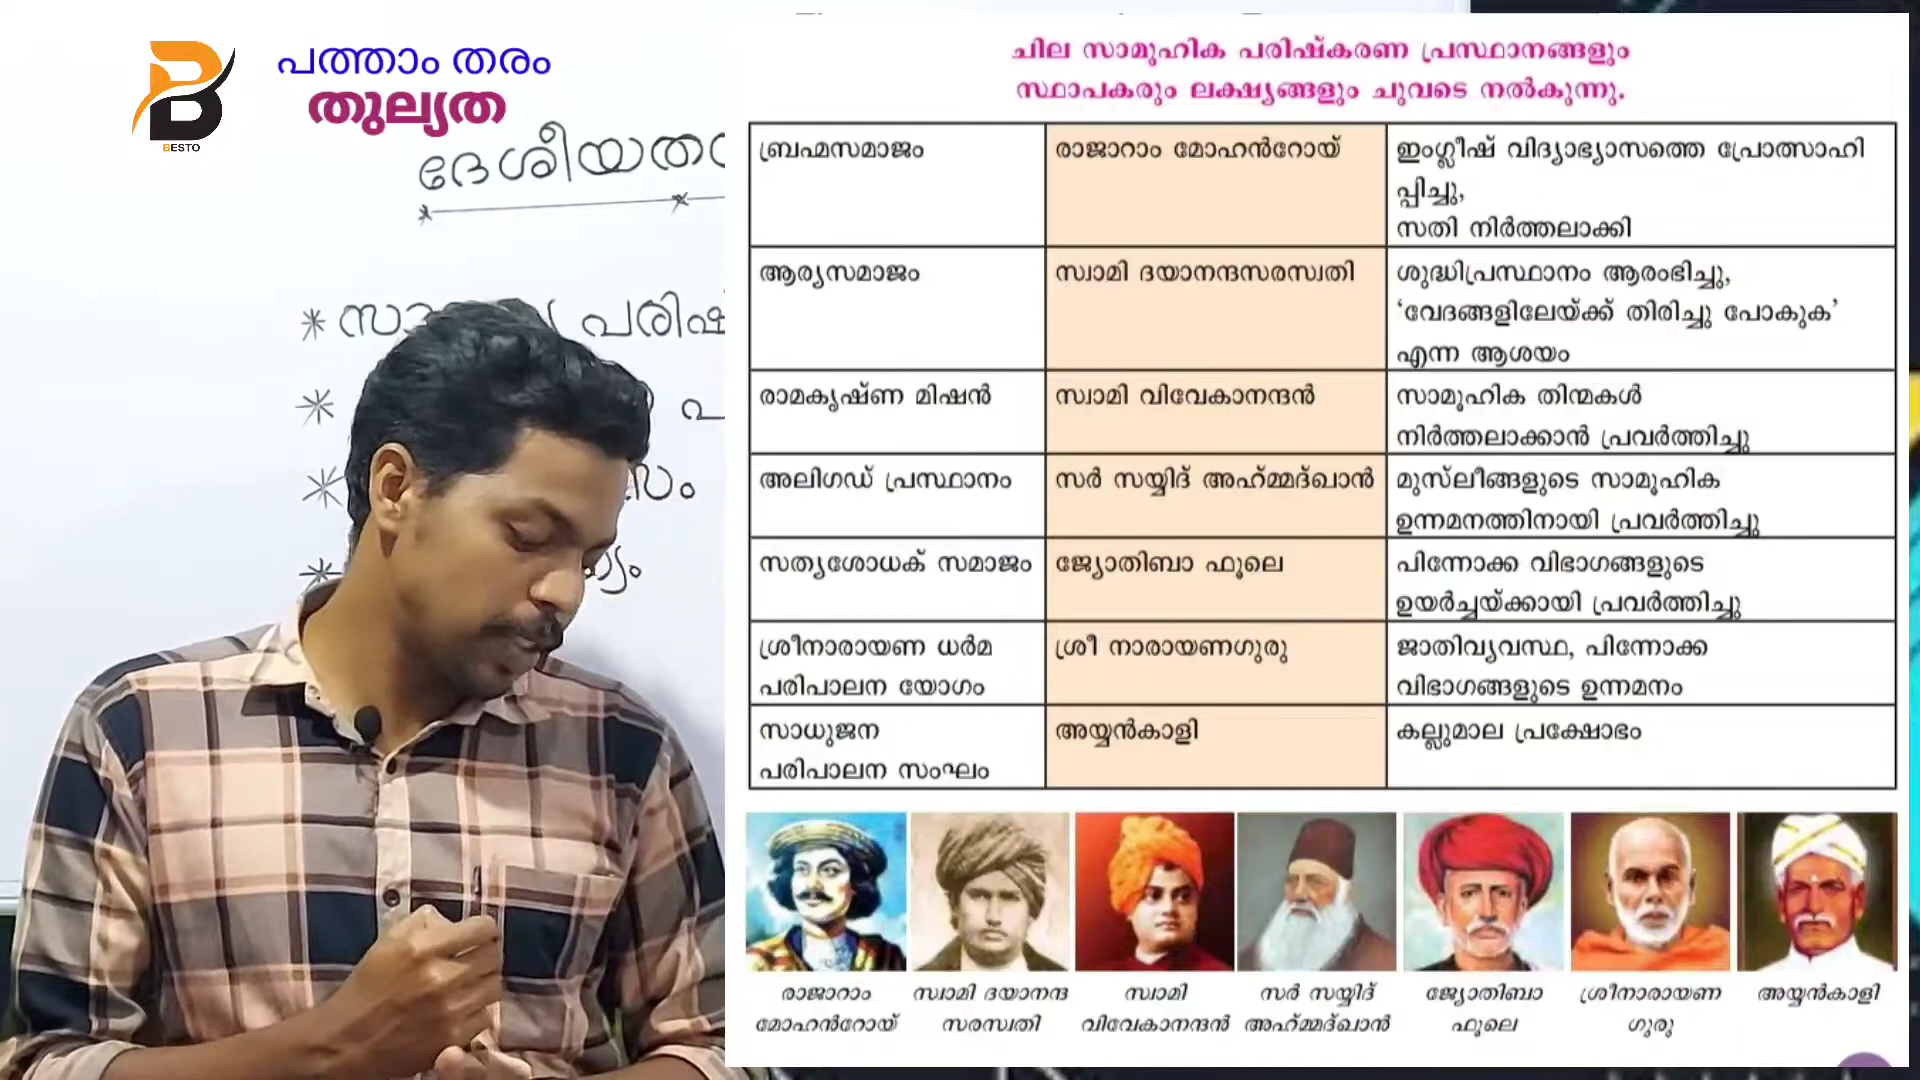 BESTO
പത്താം തരം
തുല്യത
ദേശീയത
* സാ പരിഷ
ചില സാമൂഹിക പരിഷ്കരണ പ്രസ്ഥാനങ്ങളും
സ്ഥാപകരും ലക്ഷ്യങ്ങളും ചുവടെ നൽകുന്നു.
ബ്രഹ്മസമാജം
രാജാറാം മോഹൻറോയ്
ഇംഗ്ലീഷ് വിദ്യാഭ്യാസത്തെ പ്രോത്സാഹി
പ്പിച്ചു,
സതി നിർത്തലാക്കി
ആര്യസമാജം
സ്വാമി ദയാനന്ദസരസ്വതി
ശുദ്ധിപ്രസ്ഥാനം ആരംഭിച്ചു,
‘വേദങ്ങളിലേയ്ക്ക് തിരിച്ചു പോകുക’
എന്ന ആശയം
രാമകൃഷ്ണ മിഷൻ
സ്വാമി വിവേകാനന്ദൻ
സാമൂഹിക തിന്മകൾ
നിർത്തലാക്കാൻ പ്രവർത്തിച്ചു
അലിഗഡ് പ്രസ്ഥാനം
സർ സയ്യിദ് അഹ്മ്മദ്ഖാൻ
മുസ്ലീങ്ങളുടെ സാമൂഹിക
ഉന്നമനത്തിനായി പ്രവർത്തിച്ചു
സത്യശോധക് സമാജം
ജ്യോതിബാ ഫൂലെ
പിന്നോക്ക വിഭാഗങ്ങളുടെ
ഉയർച്ചയ്ക്കായി പ്രവർത്തിച്ചു
ശ്രീനാരായണ ധർമ
പരിപാലന യോഗം
ശ്രീ നാരായണഗുരു
ജാതിവ്യവസ്ഥ, പിന്നോക്ക
വിഭാഗങ്ങളുടെ ഉന്നമനം
സാധുജന
പരിപാലന സംഘം
അയ്യൻകാളി
കല്ലുമാല പ്രക്ഷോഭം
രാജാറാം
മോഹൻറോയ്
സ്വാമി ദയാനന്ദ
സരസ്വതി
സ്വാമി
വിവേകാനന്ദൻ
സർ സയ്യിദ്
അഹ്മ്മദ്ഖാൻ
ജ്യോതിബാ
ഫൂലെ
ശ്രീനാരായണ
ഗുരു
അയ്യൻകാളി